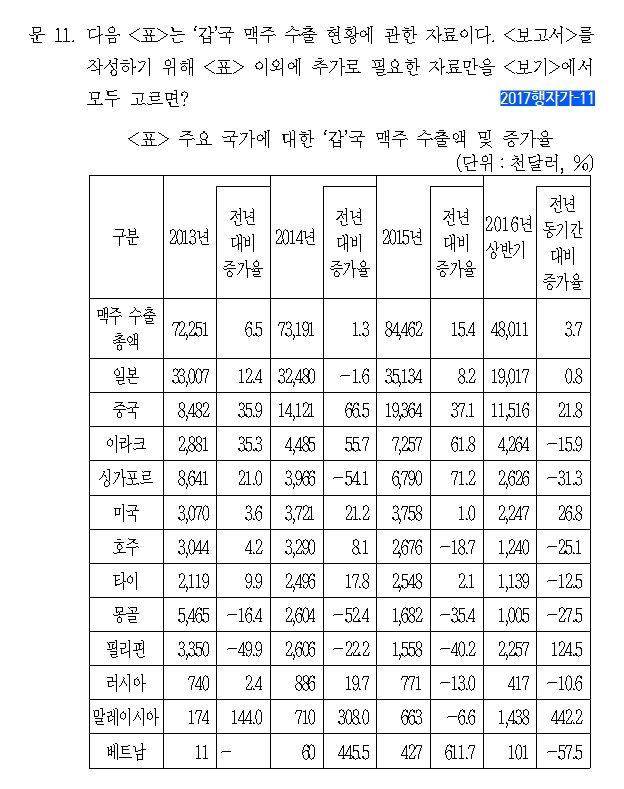 문 11. 다음 <표>는 ‘갑’국 맥주 수출 현황에 관한 자료이다. <보고서>를
작성하기 위해 <표> 이외에 추가로 필요한 자료만을 <보기>에서
모두 고르면?
2017행자가-11
<표> 주요 국가에 대한 ‘갑’국 맥주 수출액 및 증가율
(단위 : 천달러, %)
구분 2013년 전년 대비 증가율 2014년 전년 대비 증가율 2015년 전년 대비 증가율 2016년 상반기 전년 동기간 대비 증가율
맥주 수출 총액 72,251 6.5 73,191 1.3 84,462 15.4 48,011 3.7
일본 33,007 12.4 32,480 -1.6 35,134 8.2 19,017 0.8
중국 8,482 35.9 14,121 66.5 19,364 37.1 11,516 21.8
이라크 2,881 35.3 4,485 55.7 7,257 61.8 4,264 -15.9
싱가포르 8,641 21.0 3,966 -54.1 6,790 71.2 2,626 -31.3
미국 3,070 3.6 3,721 21.2 3,758 1.0 2,247 26.8
호주 3,044 4.2 3,290 8.1 2,676 -18.7 1,240 -25.1
타이 2,119 9.9 2,496 17.8 2,548 2.1 1,139 -12.5
몽골 5,465 -16.4 2,604 -52.4 1,682 -35.4 1,005 -27.5
필리핀 3,350 -49.9 2,606 -22.2 1,558 -40.2 2,257 124.5
러시아 740 2.4 886 19.7 771 -13.0 417 -10.6
말레이시아 174 144.0 710 308.0 663 -6.6 1,438 442.2
베트남 11 - 60 445.5 427 611.7 101 -57.5